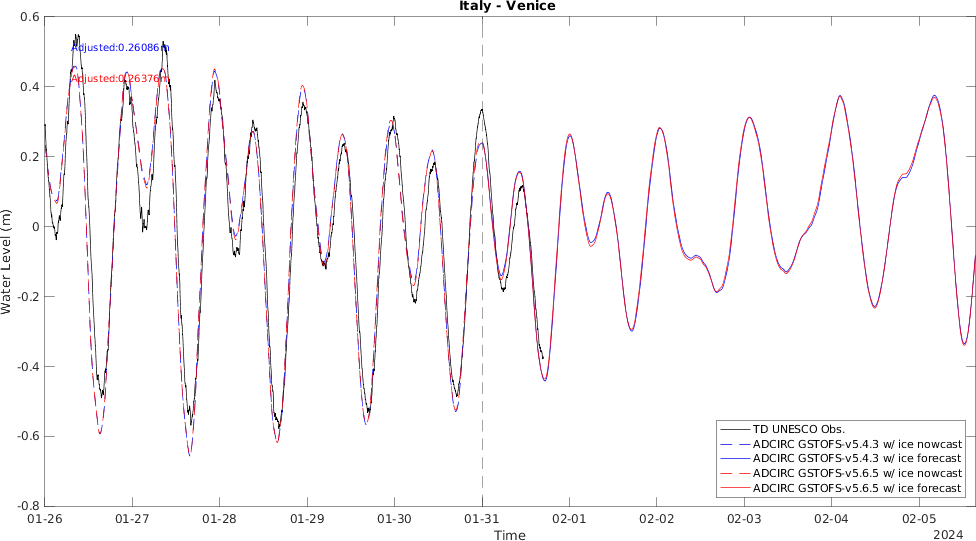 Italy - Venice
0.6
0.4
0.2
0
-0.2
-0.4
-0.6
-0.8
Water Level (m)
Adjusted:0.26086m
Adjusted:0.26376m
TD UNESCO Obs.
ADCIRC GSTOFS-v5.4.3 w/ ice nowcast
ADCIRC GSTOFS-v5.4.3 w/ ice forecast
ADCIRC GSTOFS-v5.6.5 w/ ice nowcast
ADCIRC GSTOFS-v5.6.5 w/ ice forecast
01-26 01-27 01-28 01-29 01-30 01-31 02-01 02-02 02-03 02-04 02-05
Time
2024